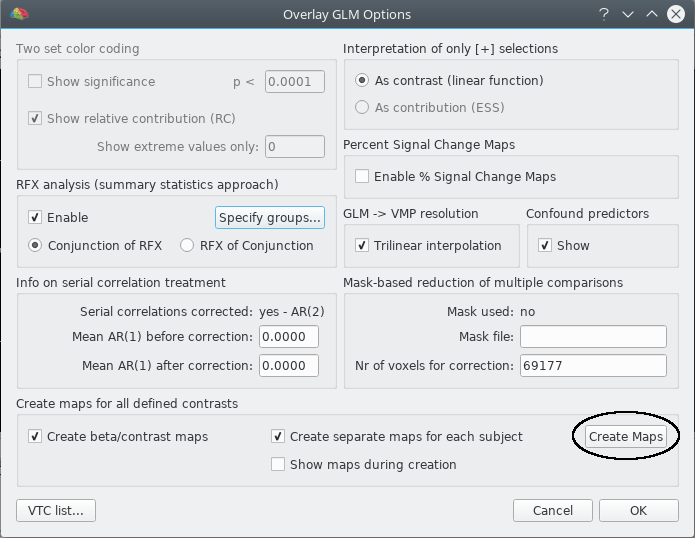 Overlay GLM Options
Two set color coding
Show significance p < 0.0001
Show relative contribution (RC)
Show extreme values only: 0
Interpretation of only [+] selections
As contrast (linear function)
As contribution (ESS)
Percent Signal Change Maps
Enable % Signal Change Maps
RFX analysis (summary statistics approach)
Enable Specify groups...
Conjunction of RFX RFX of Conjunction
GLM -> VMP resolution
Trilinear interpolation
Confound predictors
Show
Info on serial correlation treatment
Serial correlations corrected: yes - AR(2)
Mean AR(1) before correction: 0.0000
Mean AR(1) after correction: 0.0000
Mask-based reduction of multiple comparisons
Mask used: no
Mask file:
Nr of voxels for correction: 69177
Create maps for all defined contrasts
Create beta/contrast maps Create separate maps for each subject Create Maps
Show maps during creation
VTC list... Cancel OK